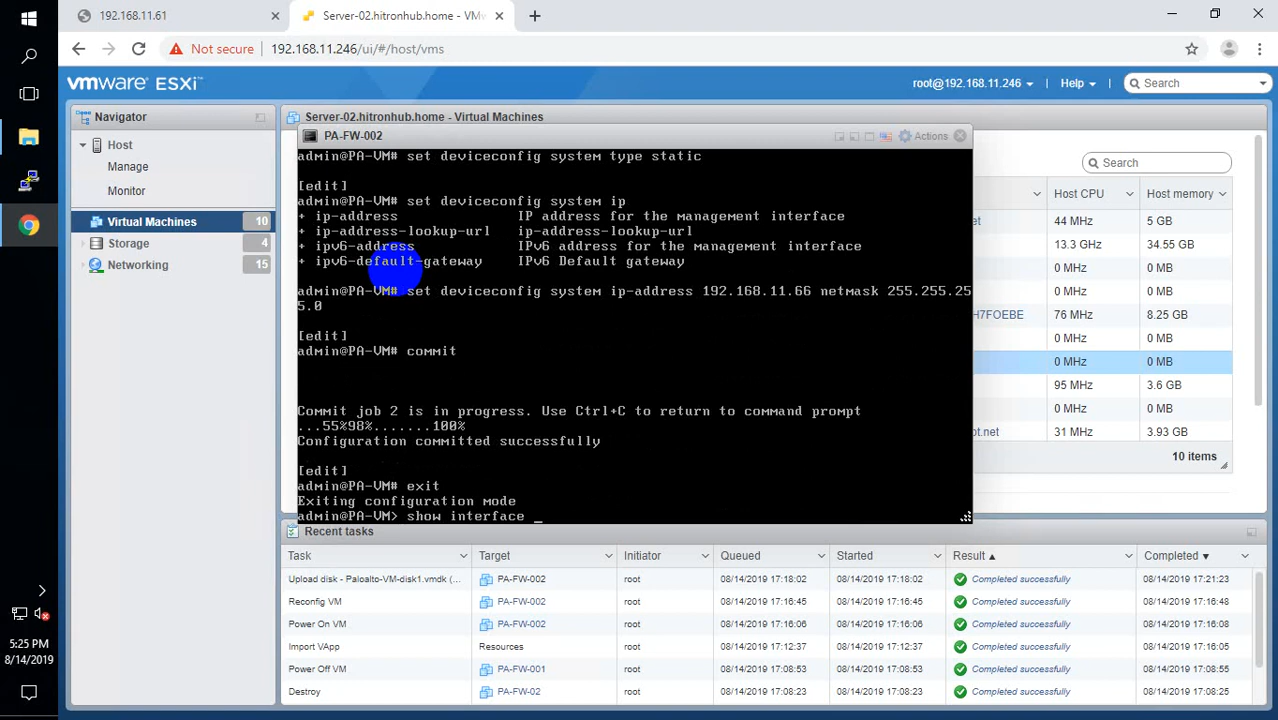 192.168.11.61
Server-02.hitronhub.home - VMw
Not secure
192.168.11.246/ui/#/host/vms
vmware ESXi™
root@192.168.11.246
Help
Search
Navigator
Host
Manage
Monitor
Virtual Machines
10
Storage
4
Networking
15
Server-02.hitronhub.home - Virtual Machines
PA-FW-002
Actions
admin@PA-VM# set deviceconfig system type static
[edit]
admin@PA-VM# set deviceconfig system ip
+ ip-address IP address for the management interface
+ ip-address-lookup-url ip-address-lookup-url
+ ipv6-address IPv6 address for the management interface
+ ipv6-default-gateway IPv6 Default gateway
admin@PA-VM# set deviceconfig system ip-address 192.168.11.66 netmask 255.255.25
5.0
[edit]
admin@PA-VM# commit
Commit job 2 is in progress. Use Ctrl+C to return to command prompt
...55%98%.......100%
Configuration committed successfully
[edit]
admin@PA-VM# exit
Exiting configuration mode
admin@PA-VM> show interface _
Search
Host CPU Host memory
et 44 MHz 5 GB
13.3 GHz 34.55 GB
H7FOEBE 76 MHz 8.25 GB
0 MHz 0 MB
0 MHz 0 MB
95 MHz 3.6 GB
ot.net 31 MHz 3.93 GB
10 items
Recent tasks
Task Target Initiator Queued Started Result Completed
Upload disk - Paloalto-VM-disk1.vmdk (... PA-FW-002 root 08/14/2019 17:18:02 08/14/2019 17:18:02 Completed successfully 08/14/2019 17:21:23
Reconfig VM PA-FW-002 root 08/14/2019 17:16:45 08/14/2019 17:16:45 Completed successfully 08/14/2019 17:16:48
Power On VM PA-FW-002 root 08/14/2019 17:16:06 08/14/2019 17:16:06 Completed successfully 08/14/2019 17:16:08
Import VApp Resources root 08/14/2019 17:12:37 08/14/2019 17:12:37 Completed successfully 08/14/2019 17:16:05
Power Off VM PA-FW-001 root 08/14/2019 17:08:53 08/14/2019 17:08:53 Completed successfully 08/14/2019 17:08:55
Destroy PA-FW-02 root 08/14/2019 17:08:23 08/14/2019 17:08:23 Completed successfully 08/14/2019 17:08:25
5:25 PM
8/14/2019